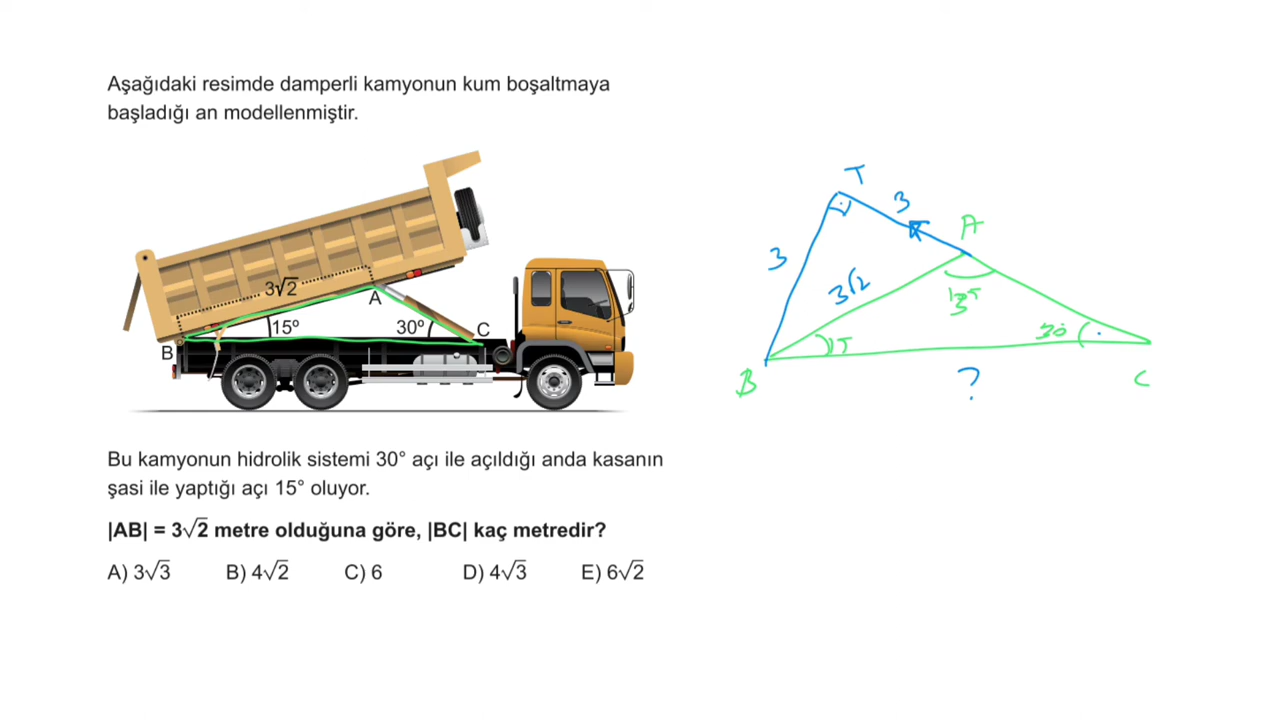 Aşağıdaki resimde damperli kamyonun kum boşaltmaya
başladığı an modellenmiştir.
3√2
A
15°
30°
C
B
Bu kamyonun hidrolik sistemi 30° açı ile açıldığı anda kasanın
şasi ile yaptığı açı 15° oluyor.
|AB| = 3√2 metre olduğuna göre, |BC| kaç metredir?
A) 3√3 B) 4√2 C) 6 D) 4√3 E) 6√2
T
3
A
3
3√2
135
15
30
B
?
C